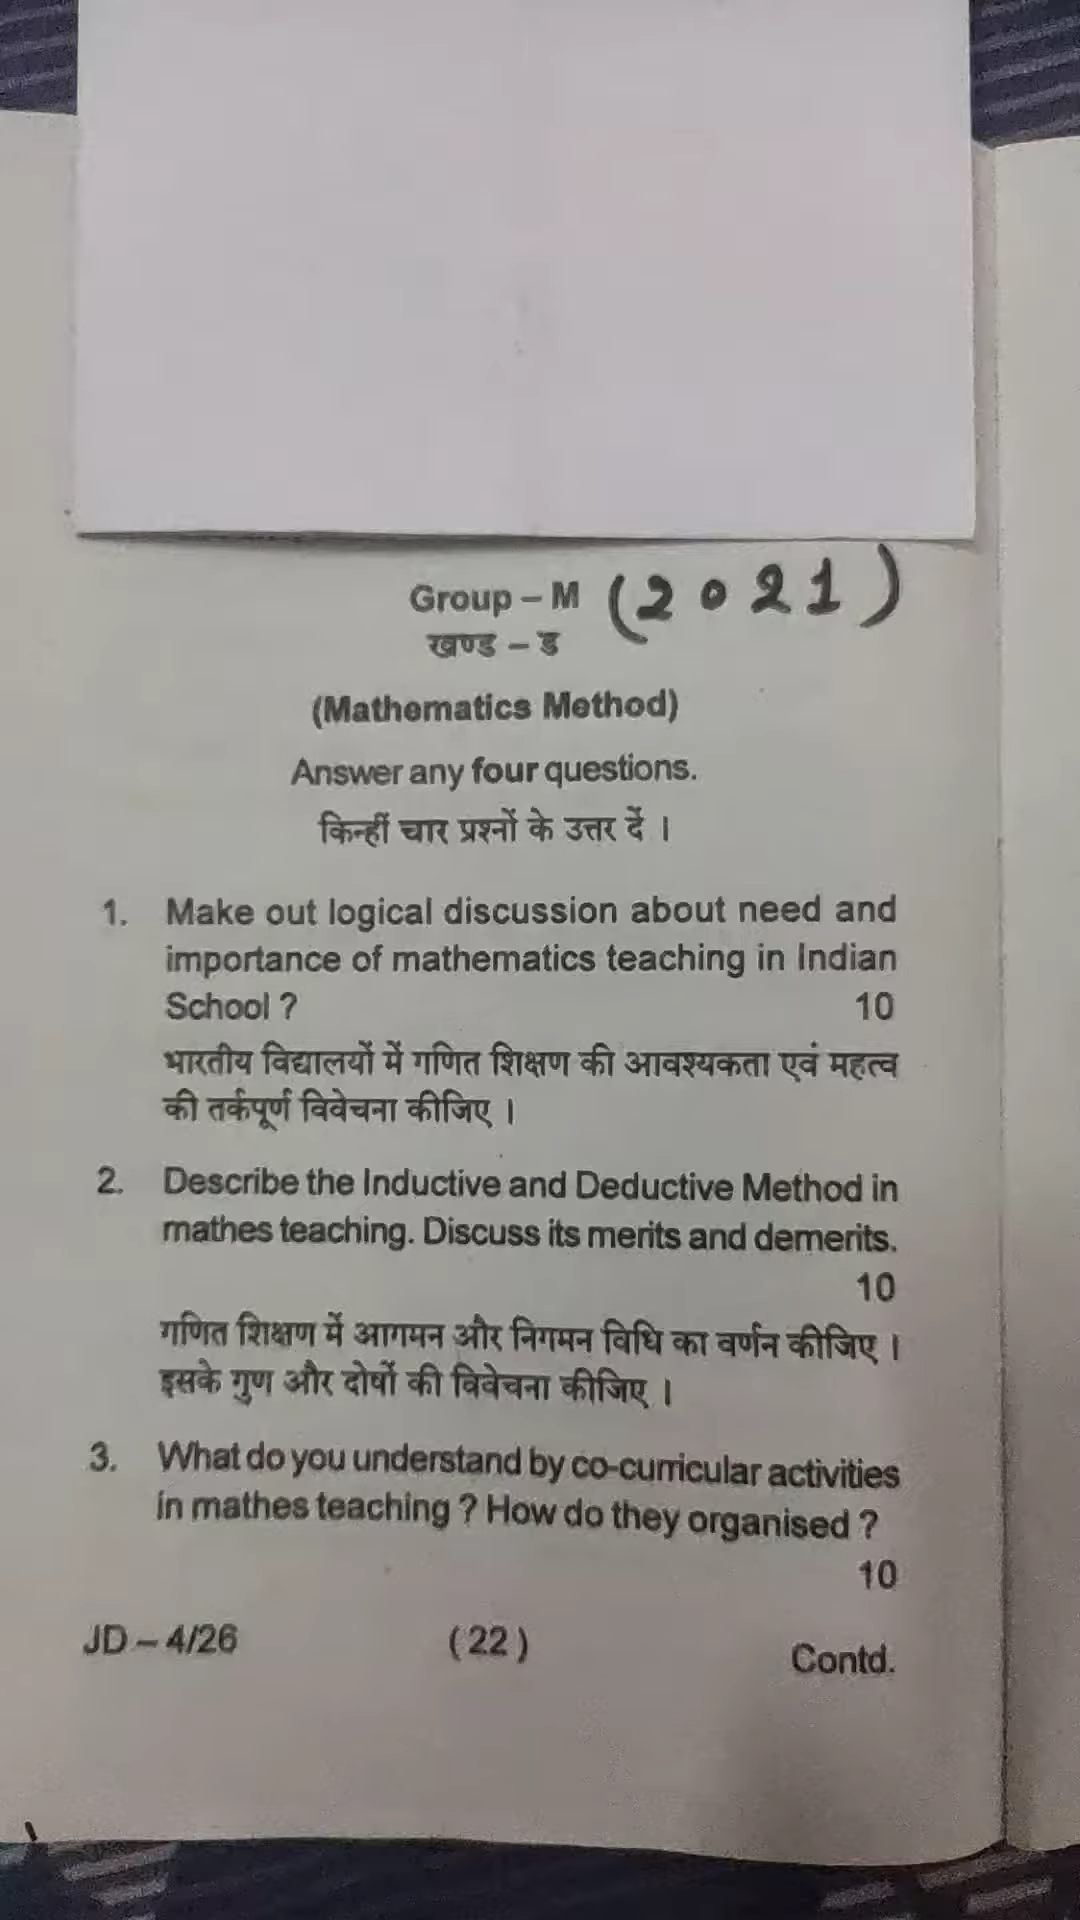 Group – M (2021)
खण्ड – ड
(Mathematics Method)
Answer any four questions.
किन्हीं चार प्रश्नों के उत्तर दें ।
1. Make out logical discussion about need and
importance of mathematics teaching in Indian
School ? 10
भारतीय विद्यालयों में गणित शिक्षण की आवश्यकता एवं महत्व
की तर्कपूर्ण विवेचना कीजिए ।
2. Describe the Inductive and Deductive Method in
mathes teaching. Discuss its merits and demerits.
10
गणित शिक्षण में आगमन और निगमन विधि का वर्णन कीजिए ।
इसके गुण और दोषों की विवेचना कीजिए ।
3. What do you understand by co-curricular activities
in mathes teaching ? How do they organised ?
10
JD – 4/26 (22) Contd.